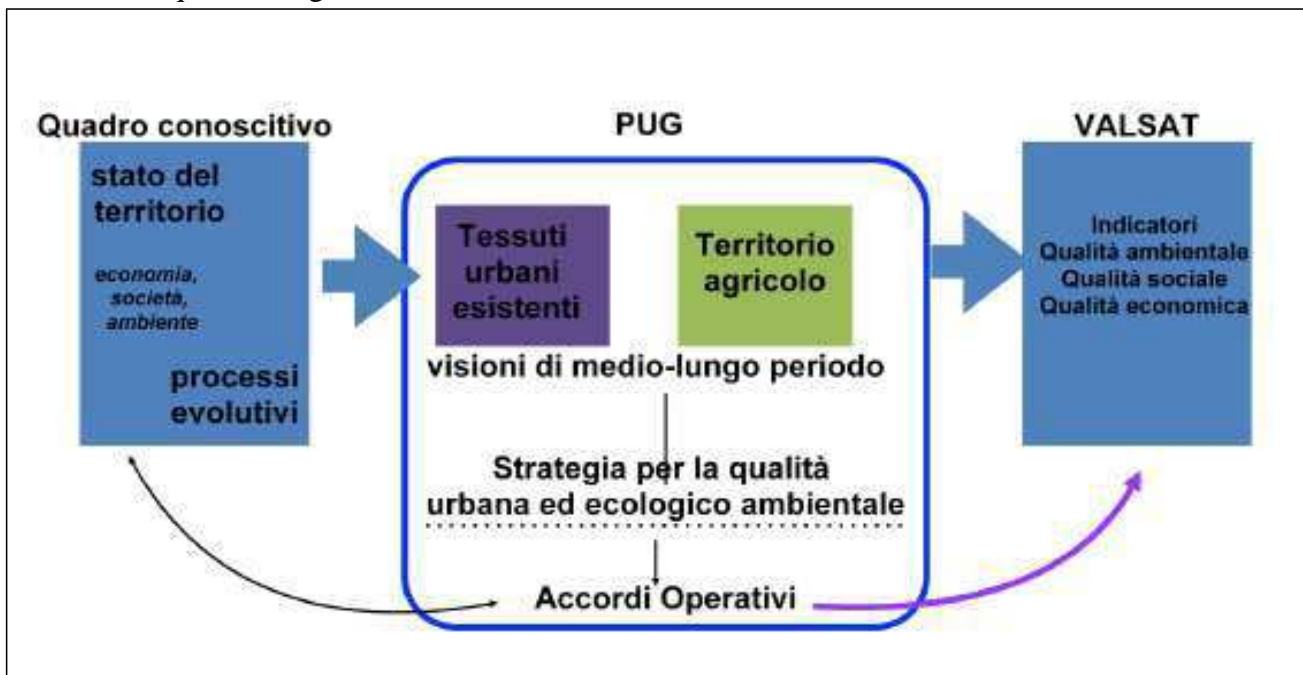 Quadro conoscitivo
stato del
territorio
economia,
società,
ambiente
processi
evolutivi
PUG
Tessuti
urbani
esistenti
Territorio
agricolo
visioni di medio-lungo periodo
Strategia per la qualità
urbana ed ecologico ambientale
Accordi Operativi
VALSAT
Indicatori
Qualità ambientale
Qualità sociale
Qualità economica